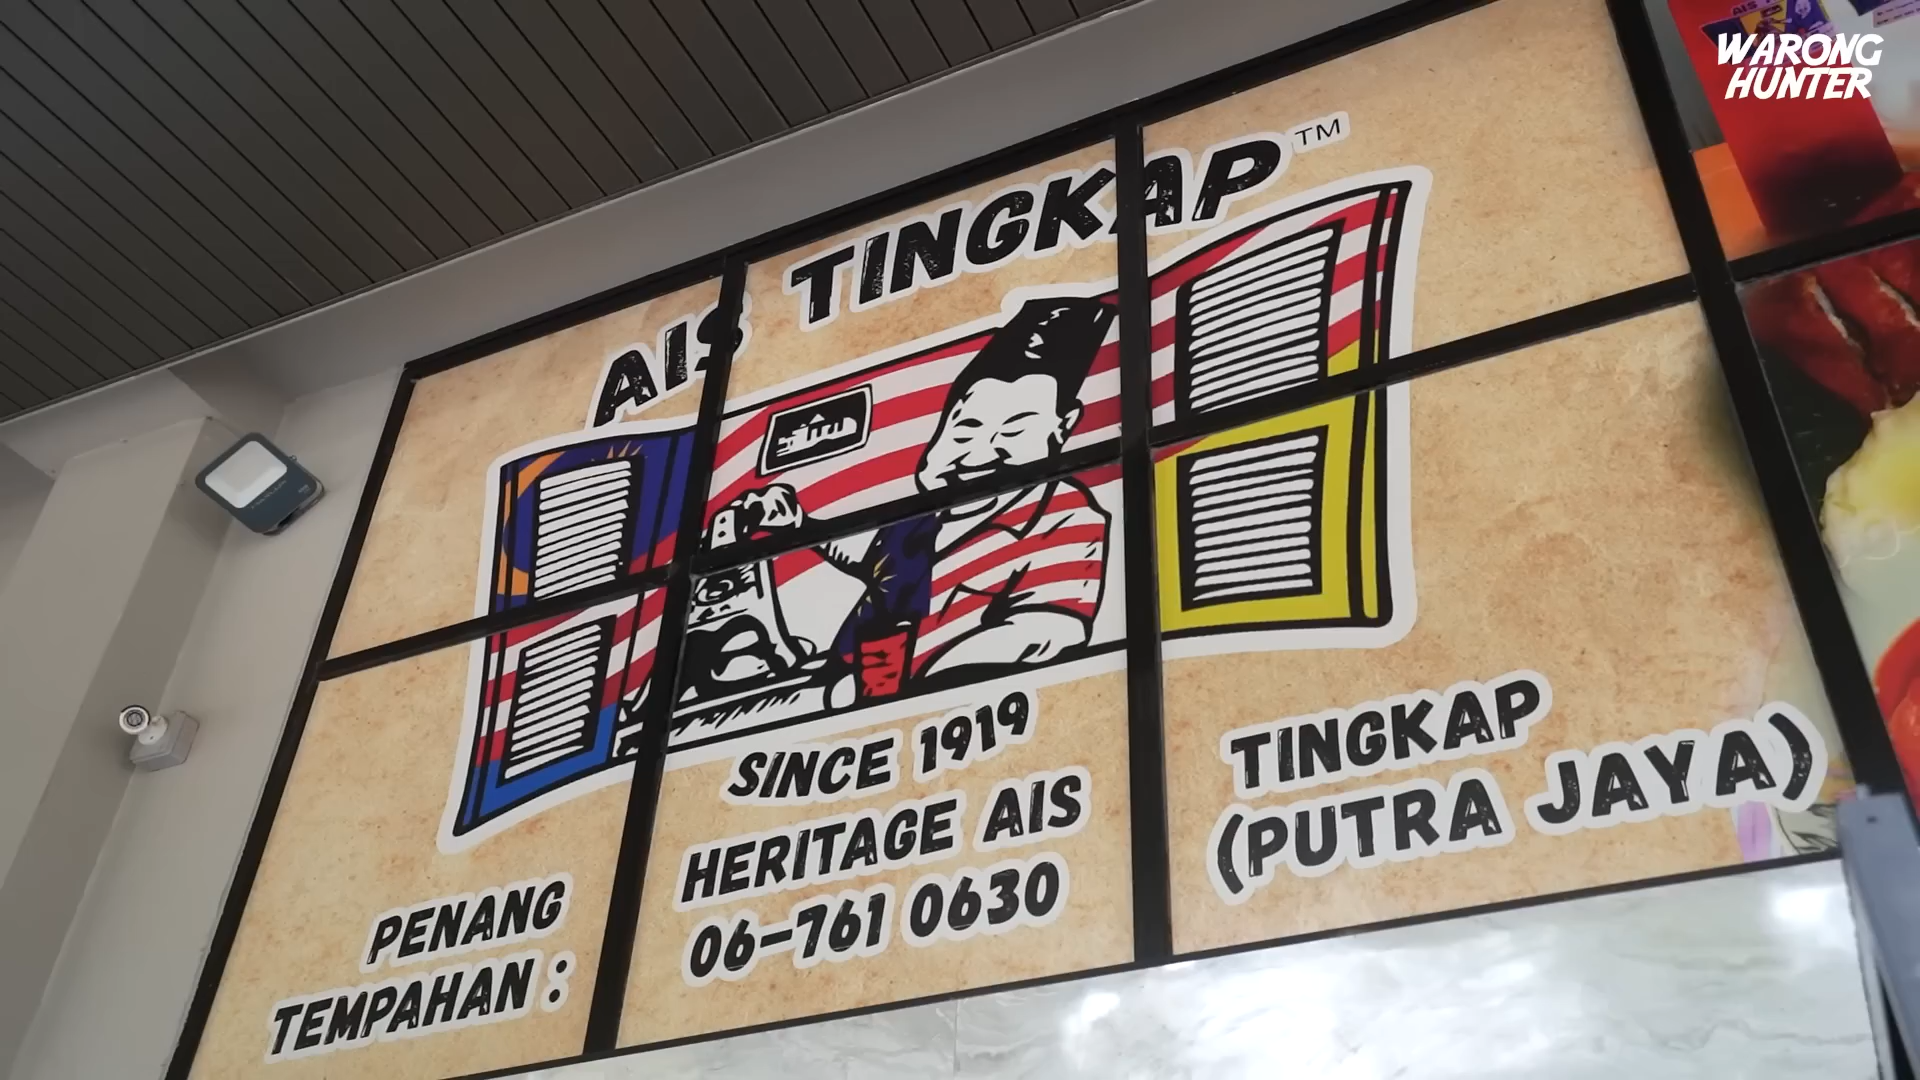 WARONG
HUNTER
AIS TINGKAP™
SINCE 1919
PENANG HERITAGE AIS TINGKAP
TEMPAHAN : 06-761 0630 (PUTRA JAYA)